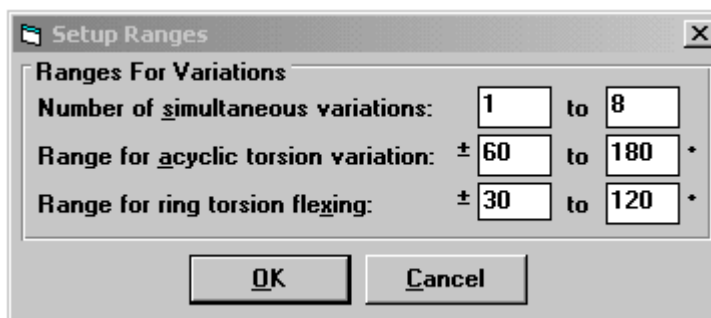 Setup Ranges
Ranges For Variations
Number of simultaneous variations: 1 to 8
Range for acyclic torsion variation: ± 60 to 180 °
Range for ring torsion flexing: ± 30 to 120 °
OK Cancel